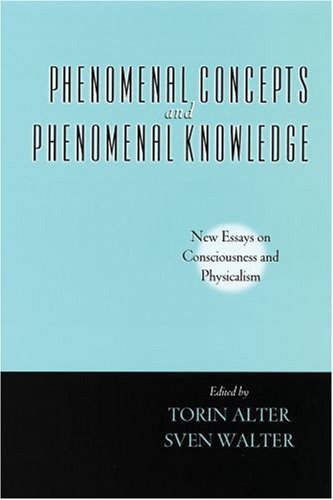 PHENOMENAL CONCEPTS
and
PHENOMENAL KNOWLEDGE
New Essays on
Consciousness and
Physicalism
Edited by
TORIN ALTER
SVEN WALTER